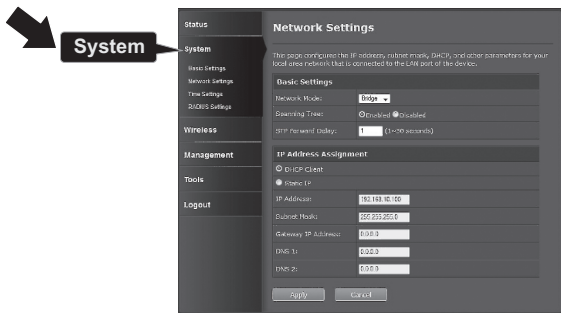 System
Status
System
Basic Settings
Network Settings
Time Settings
RADIUS Settings
Wireless
Management
Tools
Logout
Network Settings
This page configures the IP address, subnet mask, DHCP, and other parameters for your
local area network that is connected to the LAN port of the device.
Basic Settings
Network Mode: Bridge
Spanning Tree: Enabled Disabled
STP Forward Delay: 1 (1~30 seconds)
IP Address Assignment
DHCP Client
Static IP
IP Address: 192.168.10.100
Subnet Mask: 255.255.255.0
Gateway IP Address: 0.0.0.0
DNS 1: 0.0.0.0
DNS 2: 0.0.0.0
Apply Cancel